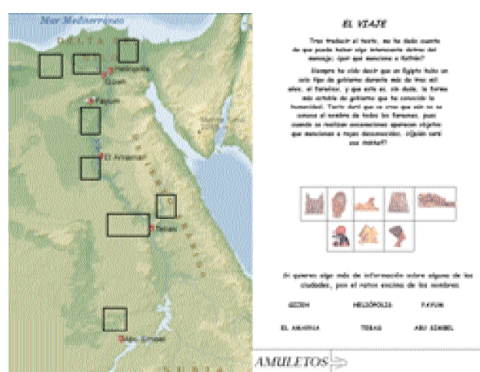 Mar Mediterráneo
DELTA
Heliopolis
Gizeh
Fayum
El Amarna
Tebas
Abu Simbel
NUBIA
EL VIAJE
Tras traducir el texto, me he dado cuenta
de que puede haber algo interesante detras del
mensaje; ¿por qué menciona a
Siempre he oído decir que en Egipto hubo un
solo tipo de gobierno durante más de tres mil
años, el faraónico, y que este es, sin duda, la forma
más estable de gobierno que ha conocido la
humanidad. Tanto duró que se cree que aún no se
conoce el nombre de todos los faraones, pues
cuando se realizan excavaciones aparecen objetos
que mencionan a reyes desconocidos. ¿Quién será
ese
Si quieres algo más de información sobre alguna de las
ciudades, pon el ratón encima de los nombres
GIZEH HELIÓPOLIS FAYUM
EL AMARNA TEBAS ABU SIMBEL
AMULETOS